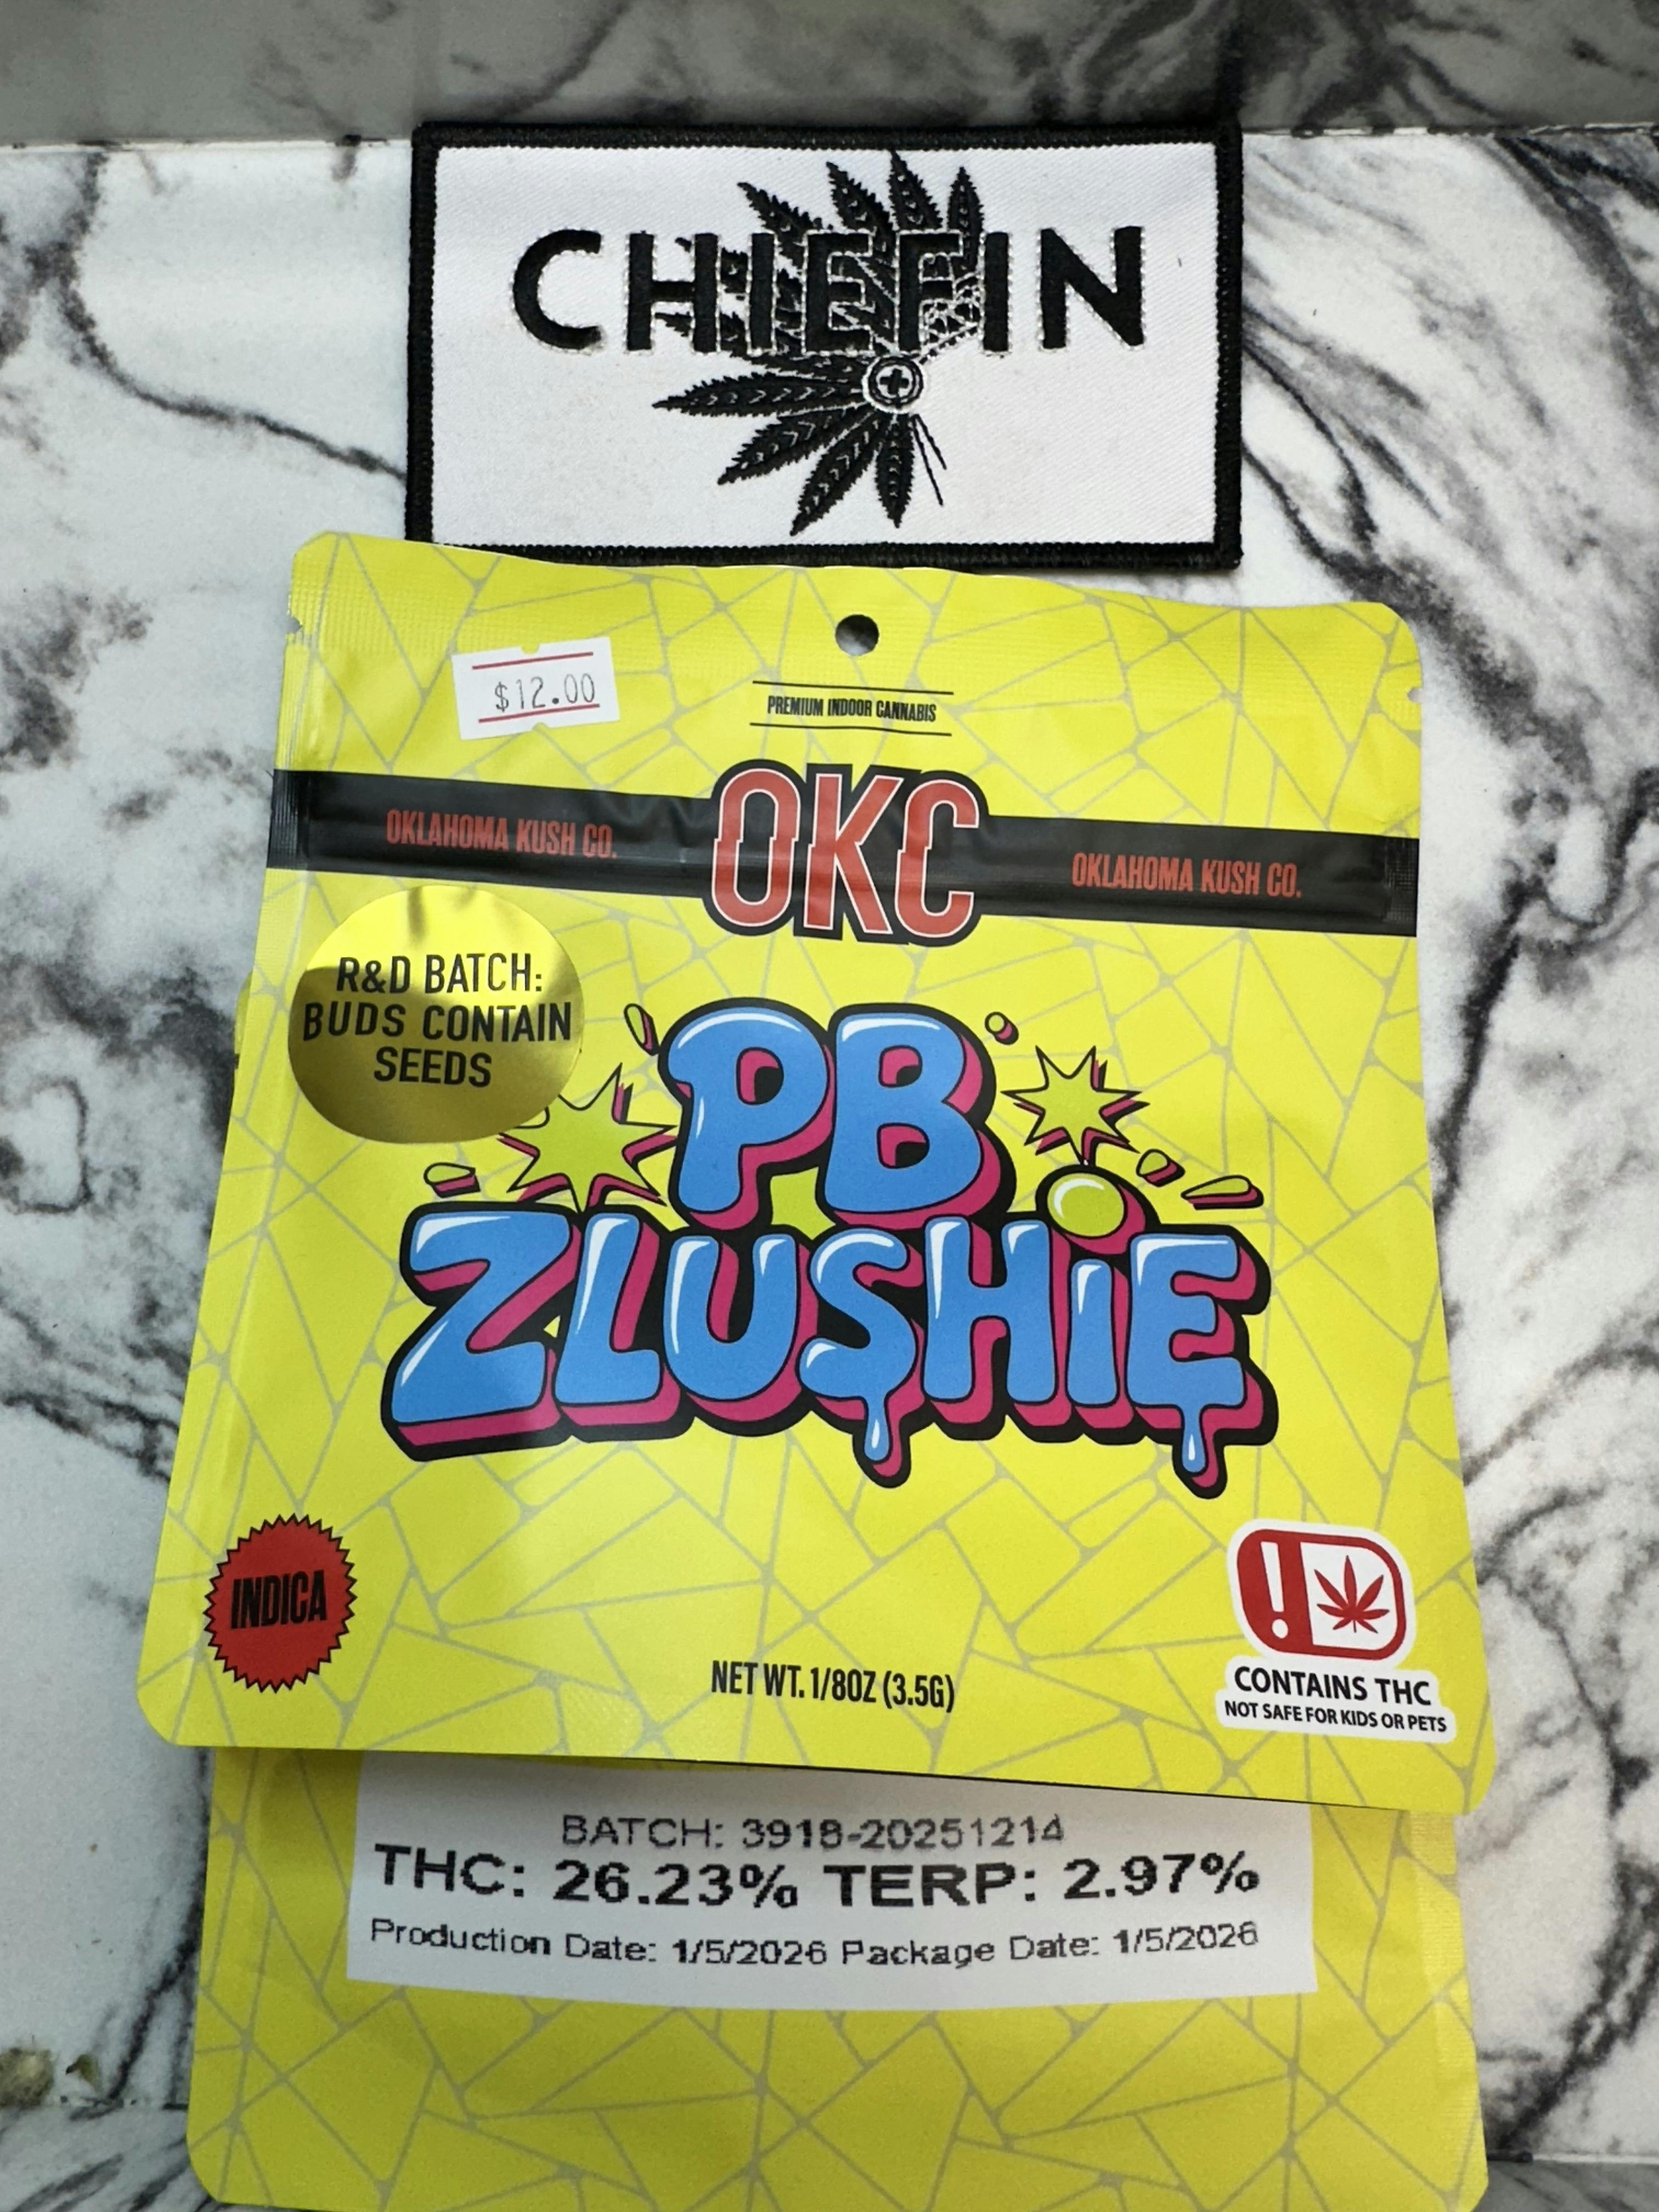 CHIEFIN
$12.00
PREMIUM INDOOR CANNABIS
OKLAHOMA KUSH CO.
OKC
OKLAHOMA KUSH CO.
R&D BATCH:
BUDS CONTAIN
SEEDS
PB
ZLUSHiE
INDICA
NET WT. 1/8OZ (3.5G)
!
CONTAINS THC
NOT SAFE FOR KIDS OR PETS
BATCH: 3918-20251214
THC: 26.23% TERP: 2.97%
Production Date: 1/5/2026 Package Date: 1/5/2026